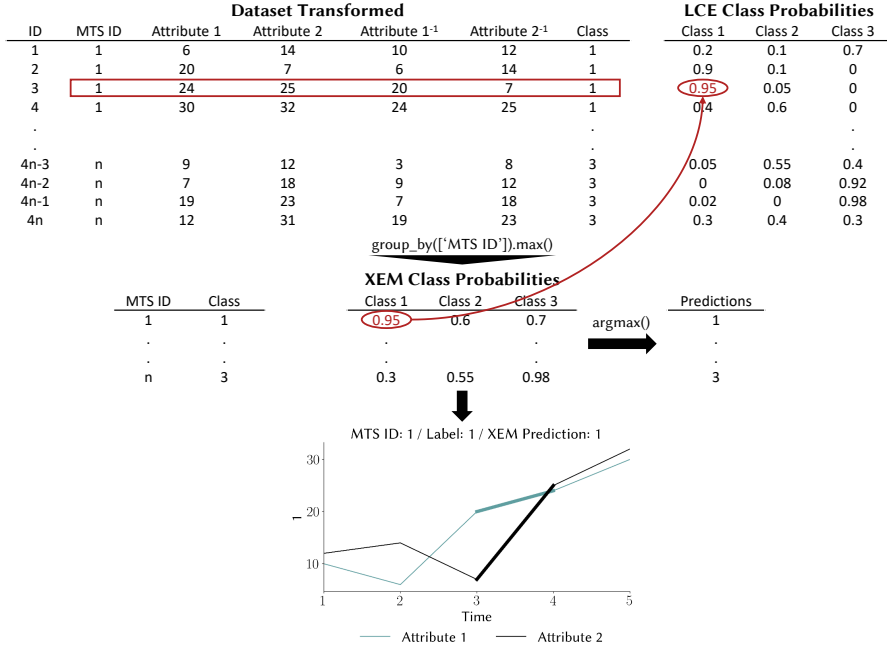 Dataset Transformed LCE Class Probabilities
ID MTS ID Attribute 1 Attribute 2 Attribute 1⁻¹ Attribute 2⁻¹ Class Class 1 Class 2 Class 3
1 1 6 14 10 12 1 0.2 0.1 0.7
2 1 20 7 6 14 1 0.9 0.1 0
3 1 24 25 20 7 1 0.95 0.05 0
4 1 30 32 24 25 1 0.4 0.6 0
. . . .
. . . .
4n-3 n 9 12 3 8 3 0.05 0.55 0.4
4n-2 n 7 18 9 12 3 0 0.08 0.92
4n-1 n 19 23 7 18 3 0.02 0 0.98
4n n 12 31 19 23 3 0.3 0.4 0.3
group_by(['MTS ID']).max()
XEM Class Probabilities
MTS ID Class Class 1 Class 2 Class 3 Predictions
1 1 0.95 0.6 0.7 argmax() 1
. . . . .
. . . . .
n 3 0.3 0.55 0.98 3
MTS ID: 1 / Label: 1 / XEM Prediction: 1
30
20
10
1
1 2 3 4 5
Time
Attribute 1 Attribute 2